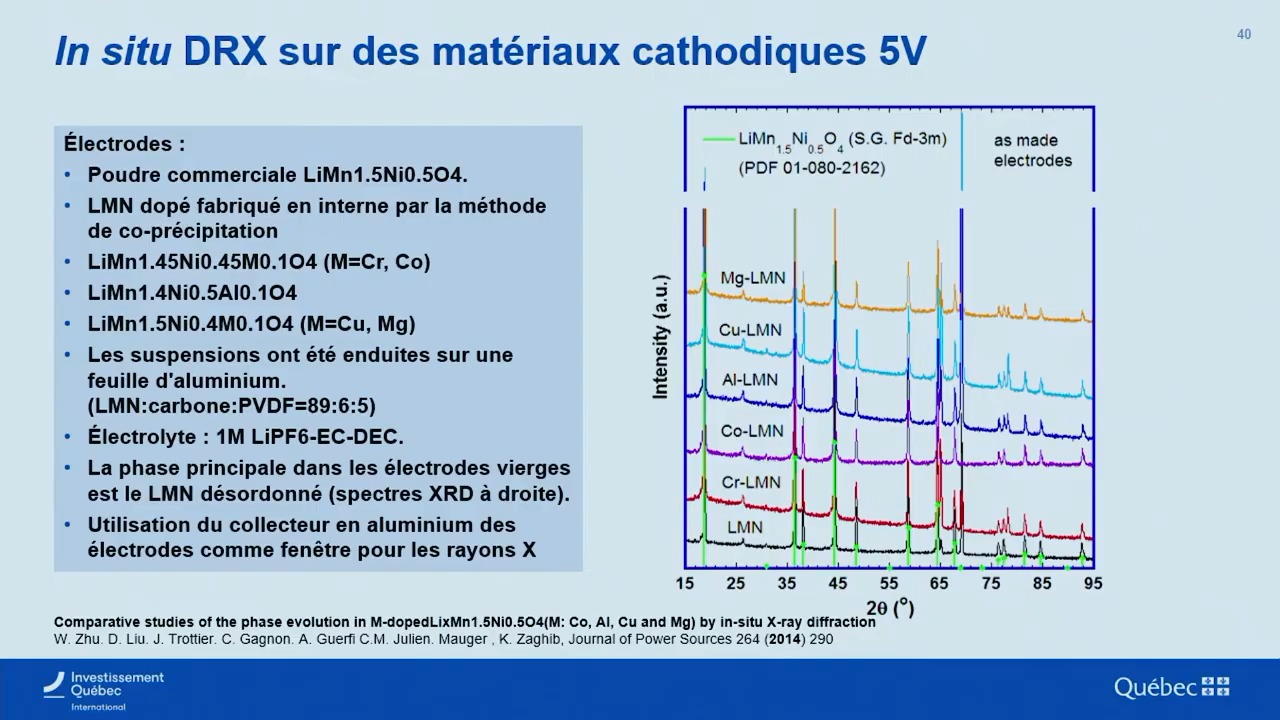 40
In situ DRX sur des matériaux cathodiques 5V
Électrodes :
• Poudre commerciale LiMn1.5Ni0.5O4.
• LMN dopé fabriqué en interne par la méthode
de co-précipitation
• LiMn1.45Ni0.45M0.1O4 (M=Cr, Co)
• LiMn1.4Ni0.5Al0.1O4
• LiMn1.5Ni0.4M0.1O4 (M=Cu, Mg)
• Les suspensions ont été enduites sur une
feuille d'aluminium.
(LMN:carbone:PVDF=89:6:5)
• Électrolyte : 1M LiPF6-EC-DEC.
• La phase principale dans les électrodes vierges
est le LMN désordonné (spectres XRD à droite).
• Utilisation du collecteur en aluminium des
électrodes comme fenêtre pour les rayons X
LiMn1.5Ni0.5O4 (S.G. Fd-3m)
(PDF 01-080-2162)
as made
electrodes
Intensity (a.u.)
Mg-LMN
Cu-LMN
Al-LMN
Co-LMN
Cr-LMN
LMN
15 25 35 45 55 65 75 85 95
2θ (°)
Comparative studies of the phase evolution in M-dopedLixMn1.5Ni0.5O4(M: Co, Al, Cu and Mg) by in-situ X-ray diffraction
W. Zhu. D. Liu. J. Trottier. C. Gagnon. A. Guerfi C.M. Julien. Mauger , K. Zaghib, Journal of Power Sources 264 (2014) 290
Investissement
Québec
International
Québec